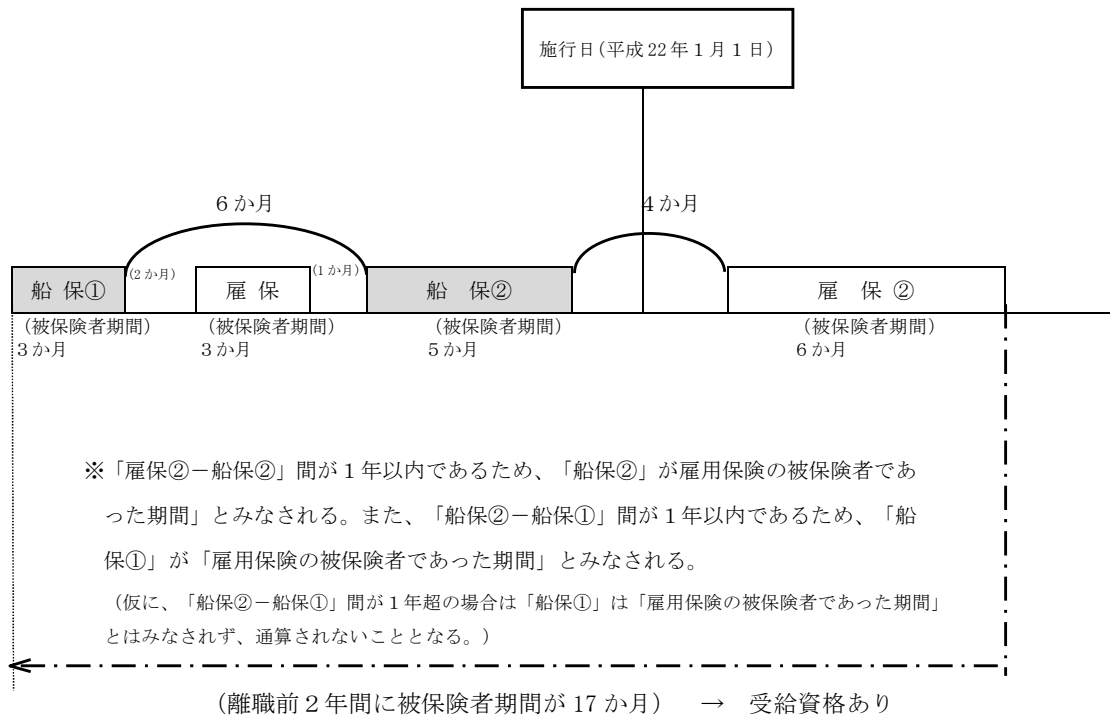 施行日(平成22年1月1日)
6か月
4か月
船 保①
(2か月)
雇 保
(1か月)
船 保②
雇 保 ②
(被保険者期間)
3か月
(被保険者期間)
3か月
(被保険者期間)
5か月
(被保険者期間)
6か月
※「雇保②－船保②」間が1年以内であるため、「船保②」が雇用保険の被保険者であ
った期間」とみなされる。また、「船保②－船保①」間が1年以内であるため、「船
保①」が「雇用保険の被保険者であった期間」とみなされる。
(仮に、「船保②－船保①」間が1年超の場合は「船保①」は「雇用保険の被保険者であった期間」
とはみなされず、通算されないこととなる。)
(離職前2年間に被保険者期間が17か月) → 受給資格あり